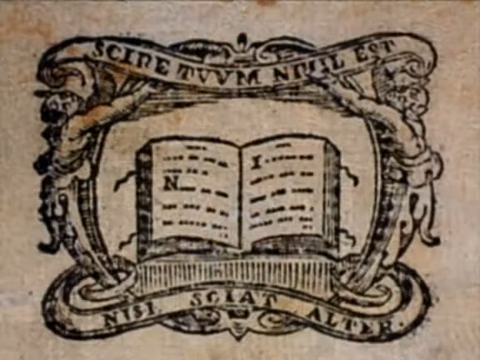 SCIRE TVVM NIHIL EST
N I
NISI SCIAT ALTER.